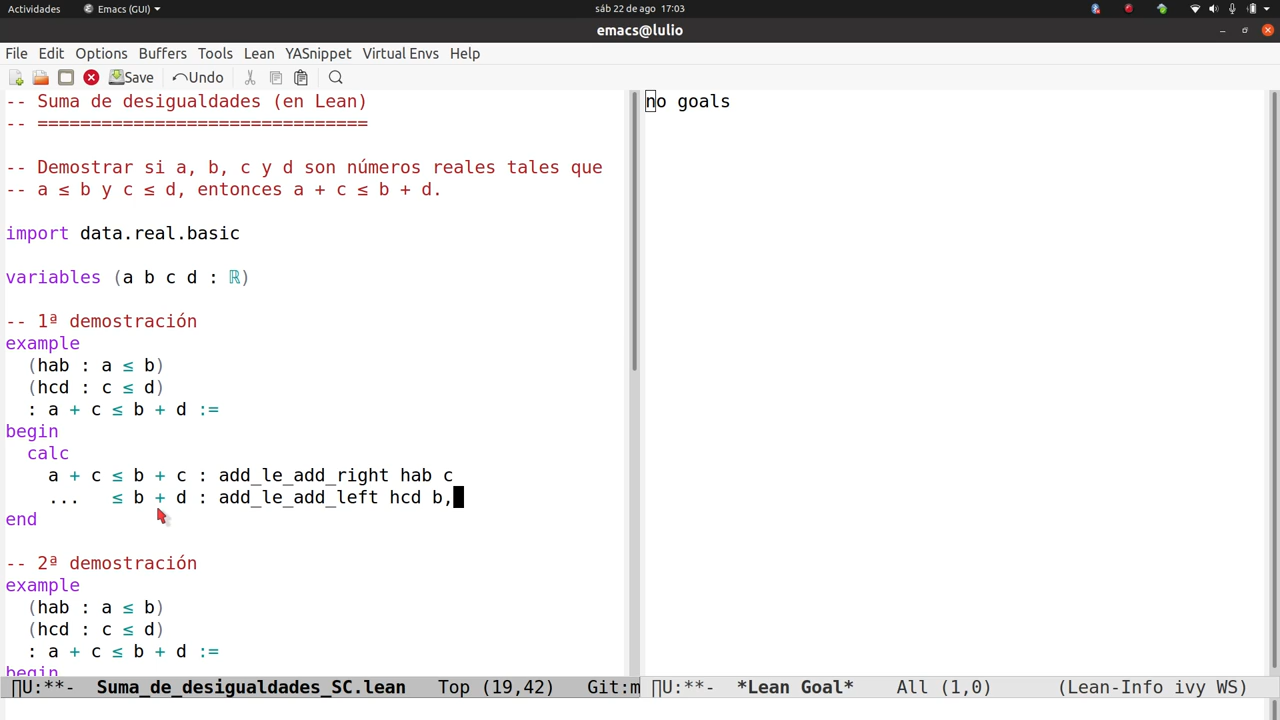 Actividades Emacs (GUI) sáb 22 de ago 17:03
emacs@lulio
File Edit Options Buffers Tools Lean YASnippet Virtual Envs Help
Save Undo
-- Suma de desigualdades (en Lean)
-- ===============================
-- Demostrar si a, b, c y d son números reales tales que
-- a ≤ b y c ≤ d, entonces a + c ≤ b + d.
import data.real.basic
variables (a b c d : ℝ)
-- 1ª demostración
example
(hab : a ≤ b)
(hcd : c ≤ d)
: a + c ≤ b + d :=
begin
calc
a + c ≤ b + c : add_le_add_right hab c
... ≤ b + d : add_le_add_left hcd b,
end
-- 2ª demostración
example
(hab : a ≤ b)
(hcd : c ≤ d)
: a + c ≤ b + d :=
begin
∏U:**- Suma_de_desigualdades_SC.lean Top (19,42) Git:m
no goals
∏U:**- *Lean Goal* All (1,0) (Lean-Info ivy WS)